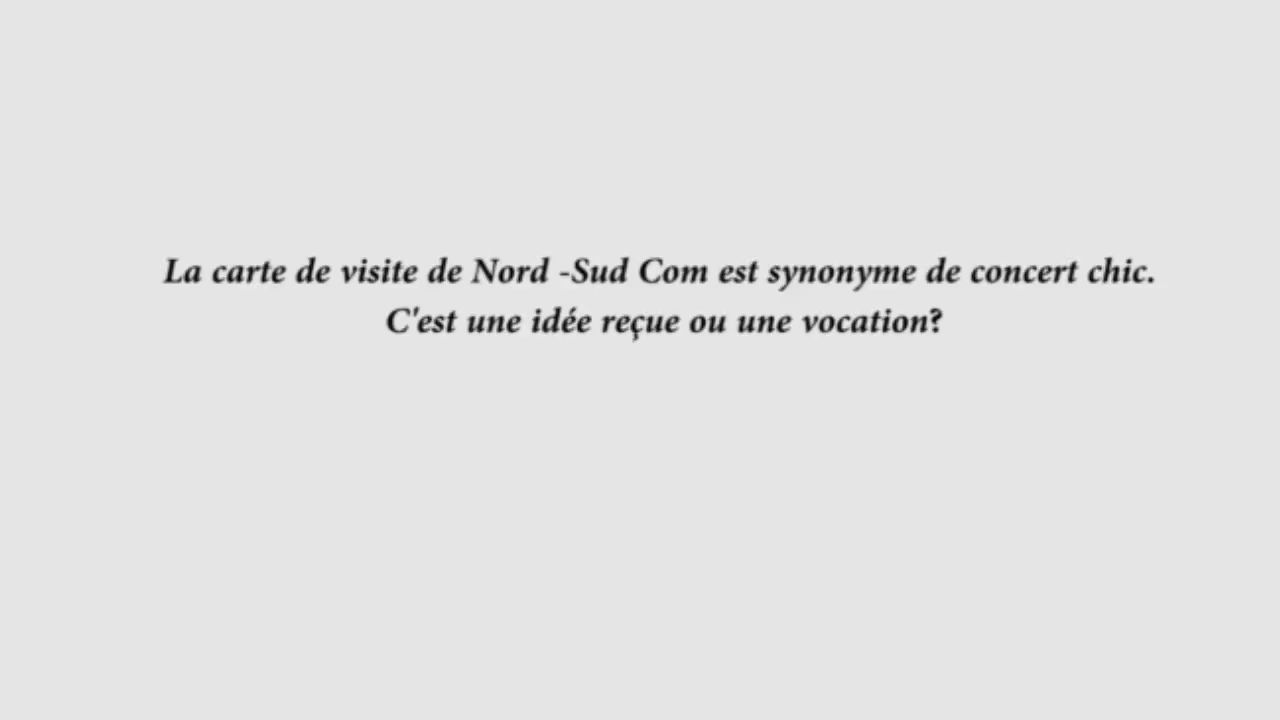 La carte de visite de Nord -Sud Com est synonyme de concert chic.
C'est une idée reçue ou une vocation?